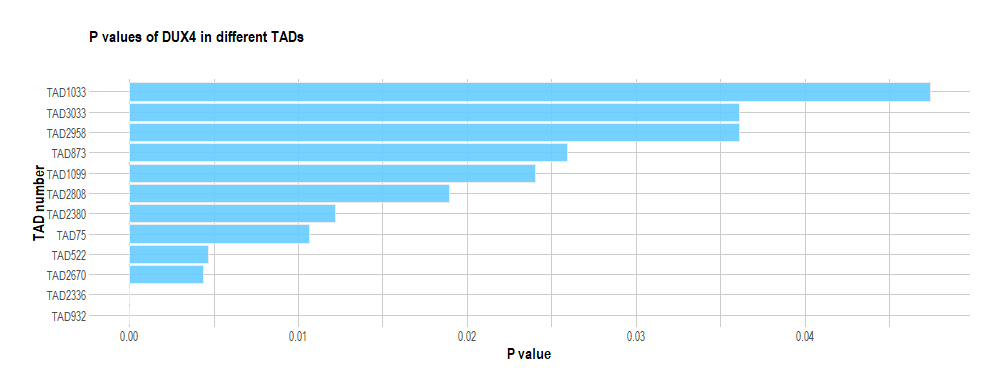 P values of DUX4 in different TADs
TAD number
TAD1033
TAD3033
TAD2958
TAD873
TAD1099
TAD2808
TAD2380
TAD75
TAD522
TAD2670
TAD2336
TAD932
0.00 0.01 0.02 0.03 0.04
P value